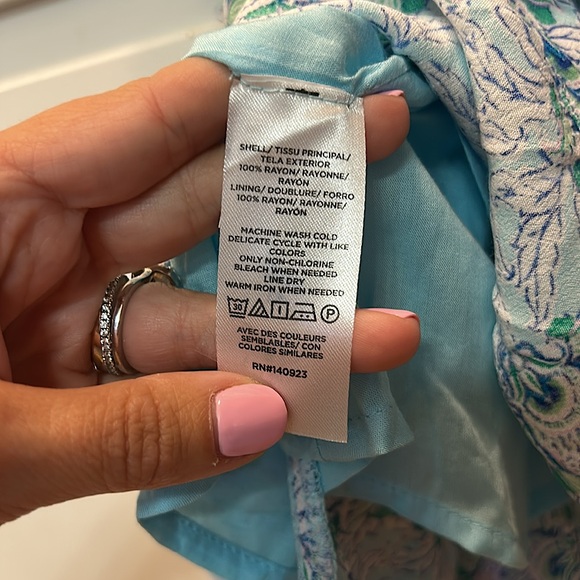 SHELL/ TISSU PRINCIPAL/
TELA EXTERIOR
100% RAYON/ RAYONNE/
RAYÓN
LINING/ DOUBLURE/ FORRO
100% RAYON/ RAYONNE/
RAYÓN
MACHINE WASH COLD
DELICATE CYCLE WITH LIKE
COLORS
ONLY NON-CHLORINE
BLEACH WHEN NEEDED
LINE DRY
WARM IRON WHEN NEEDED
30 P
AVEC DES COULEURS
SEMBLABLES/ CON
COLORES SIMILARES
RN#140923